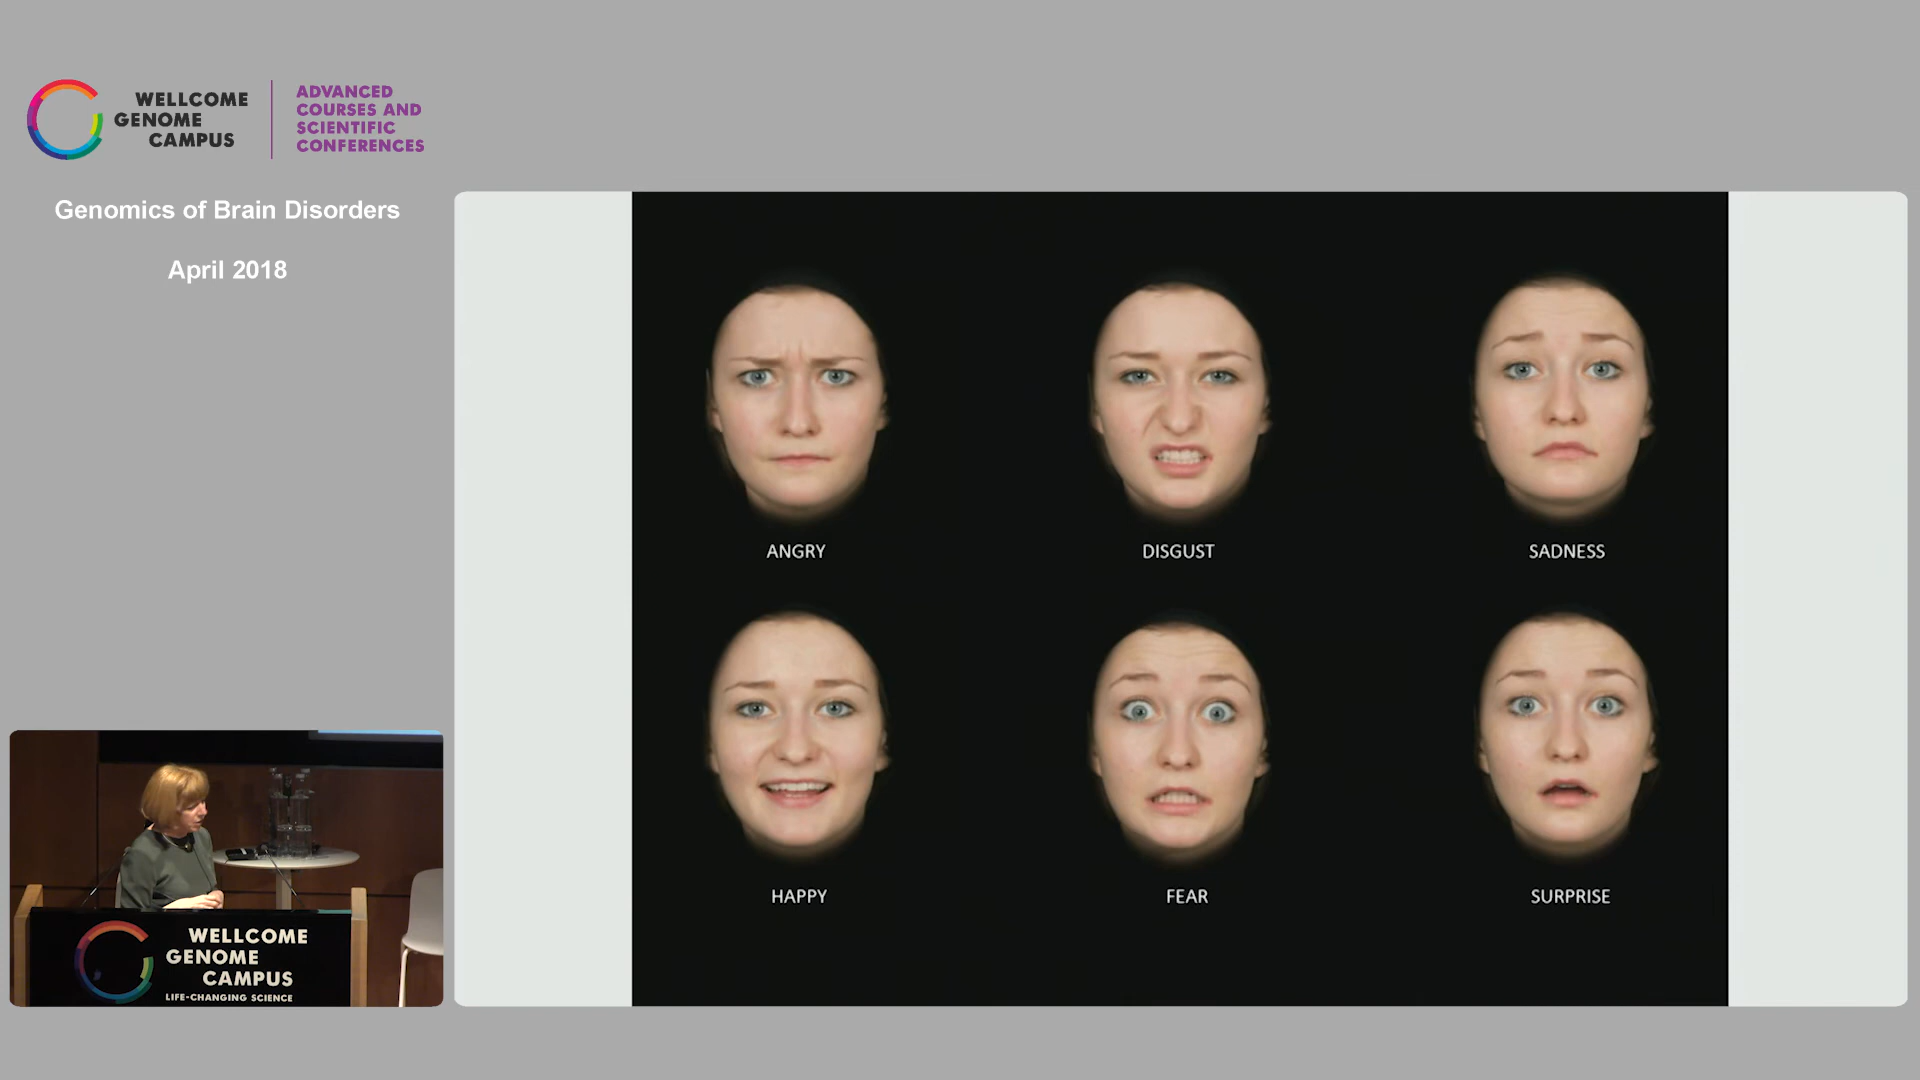 WELLCOME
GENOME
CAMPUS
ADVANCED
COURSES AND
SCIENTIFIC
CONFERENCES
Genomics of Brain Disorders
April 2018
ANGRY
DISGUST
SADNESS
HAPPY
FEAR
SURPRISE
WELLCOME
GENOME
CAMPUS
LIFE-CHANGING SCIENCE